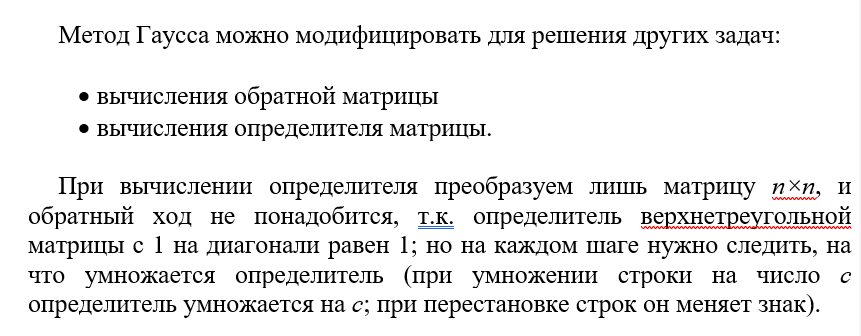 Метод Гаусса можно модифицировать для решения других задач:
• вычисления обратной матрицы
• вычисления определителя матрицы.
При вычислении определителя преобразуем лишь матрицу n×n, и
обратный ход не понадобится, т.к. определитель верхнетреугольной
матрицы с 1 на диагонали равен 1; но на каждом шаге нужно следить, на
что умножается определитель (при умножении строки на число c
определитель умножается на c; при перестановке строк он меняет знак).